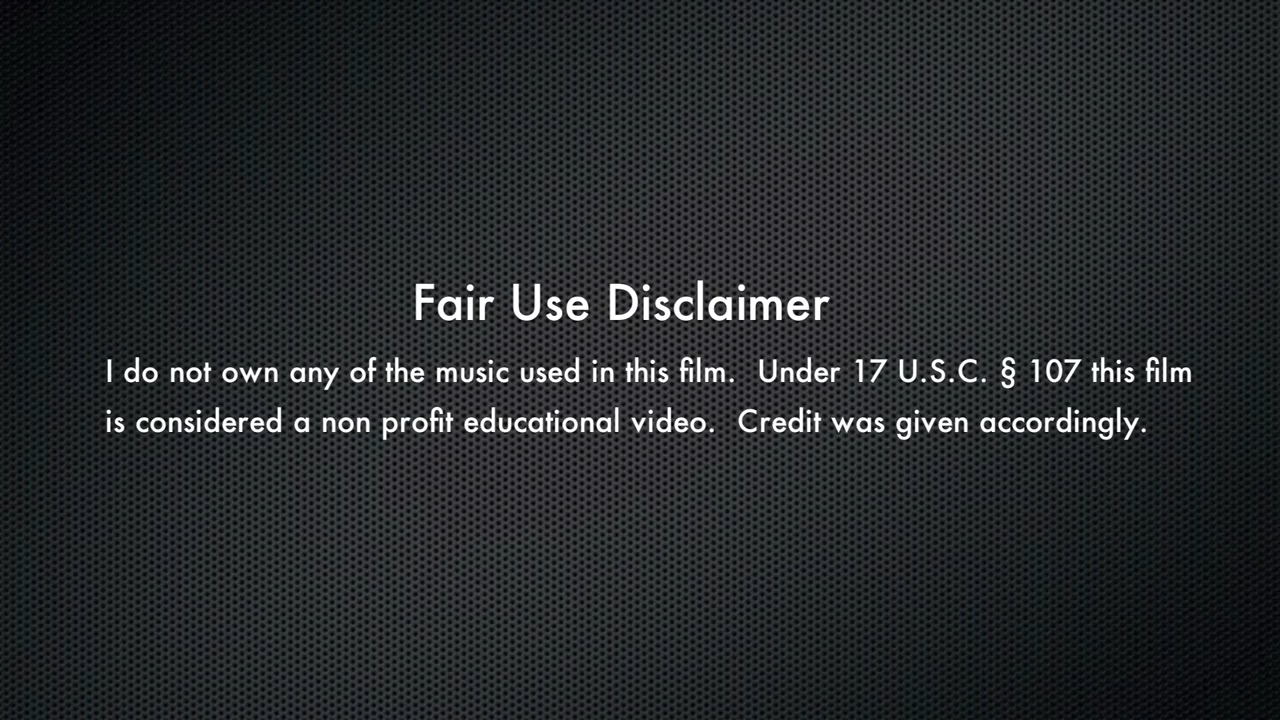 Fair Use Disclaimer
I do not own any of the music used in this film.  Under 17 U.S.C. § 107 this film
is considered a non profit educational video.  Credit was given accordingly.